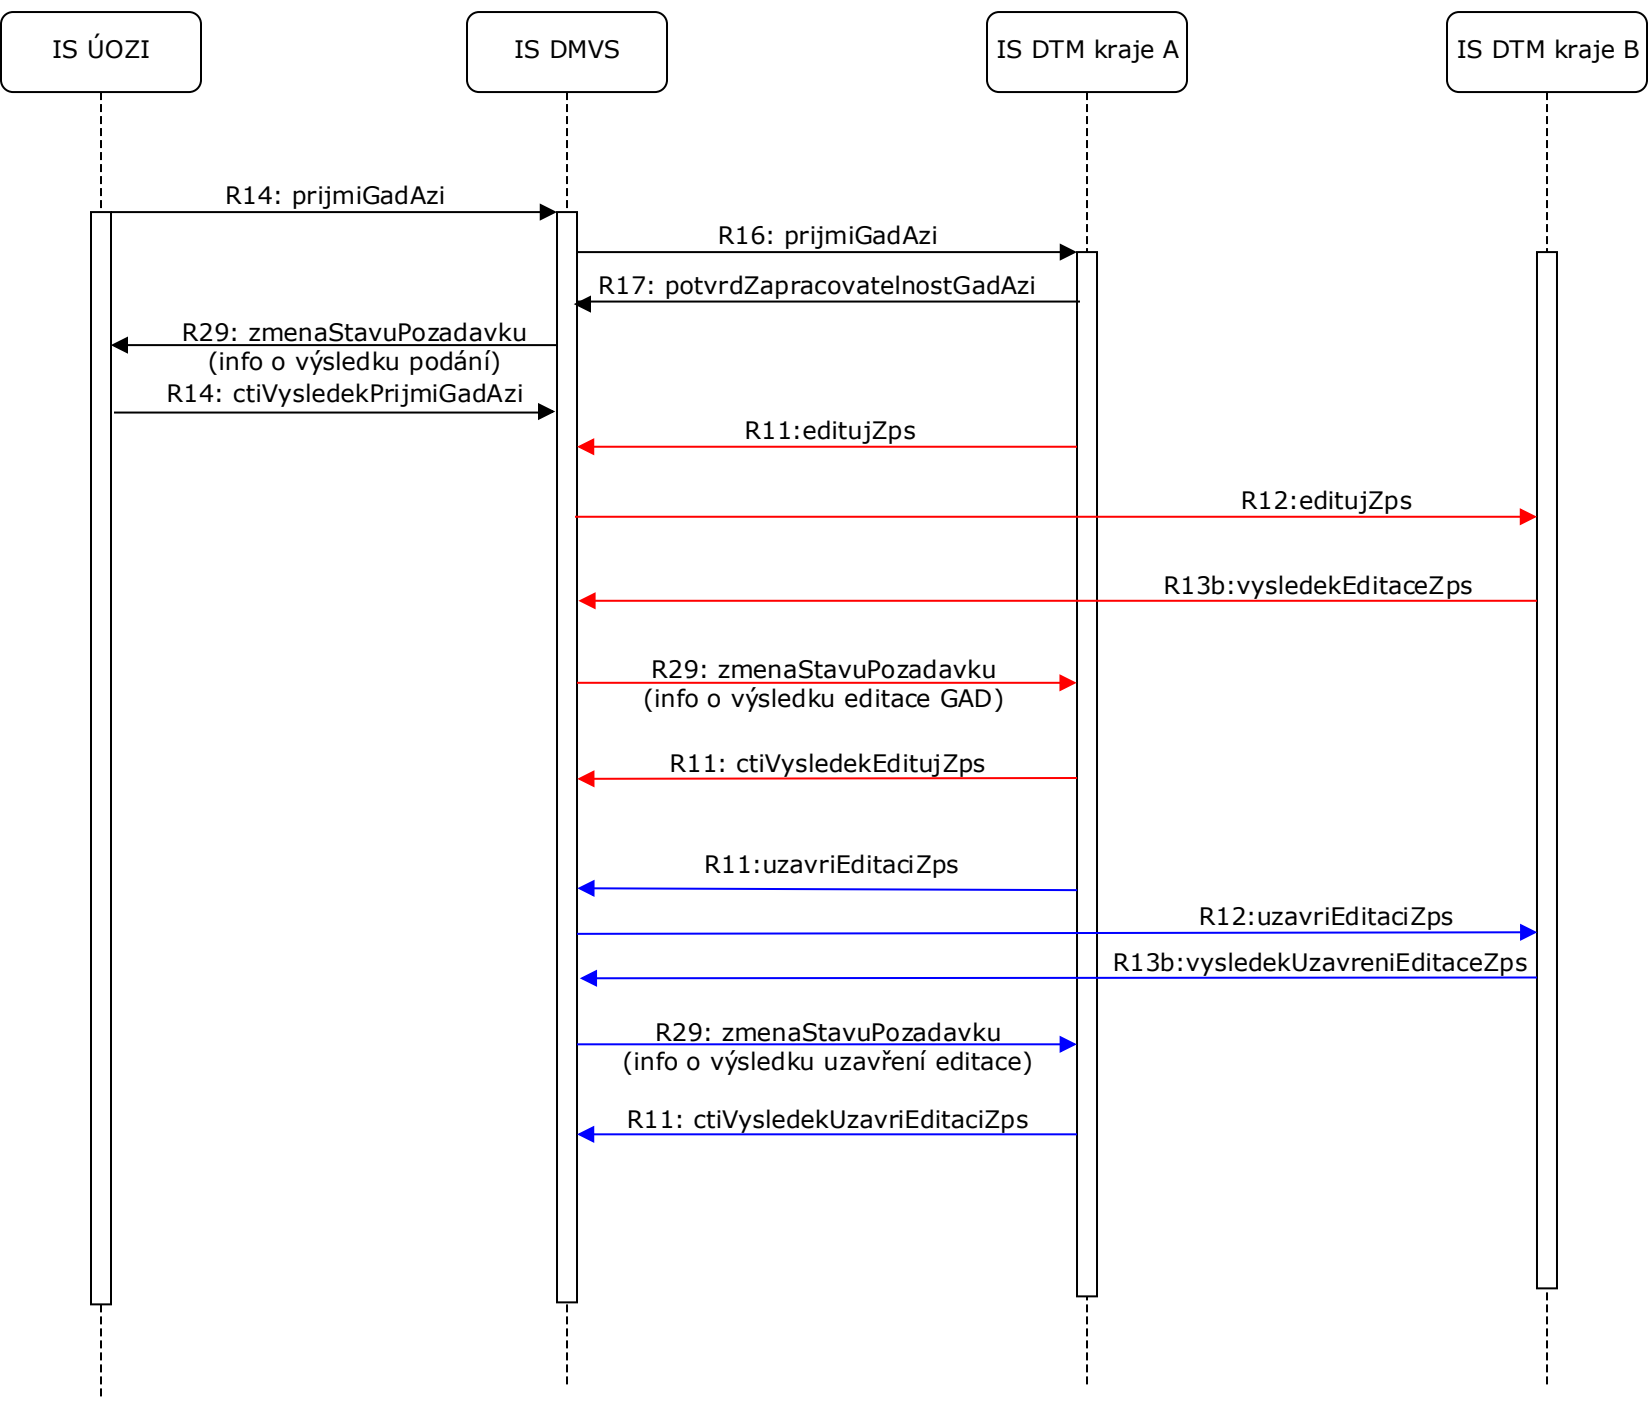 IS ÚOZI
IS DMVS
IS DTM kraje A
IS DTM kraje B
R14: prijmiGadAzi
R16: prijmiGadAzi
R17: potvrdZapracovatelnostGadAzi
R29: zmenaStavuPozadavku
(info o výsledku podání)
R14: ctiVysledekPrijmiGadAzi
R11:editujZps
R12:editujZps
R13b:vysledekEditaceZps
R29: zmenaStavuPozadavku
(info o výsledku editace GAD)
R11: ctiVysledekEditujZps
R11:uzavriEditaciZps
R12:uzavriEditaciZps
R13b:vysledekUzavreniEditaceZps
R29: zmenaStavuPozadavku
(info o výsledku uzavření editace)
R11: ctiVysledekUzavriEditaciZps